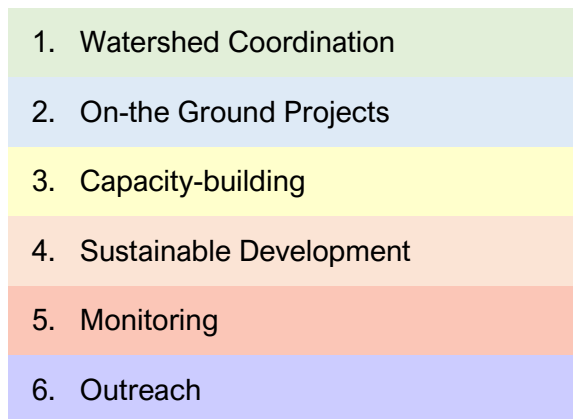 1. Watershed Coordination
2. On-the Ground Projects
3. Capacity-building
4. Sustainable Development
5. Monitoring
6. Outreach